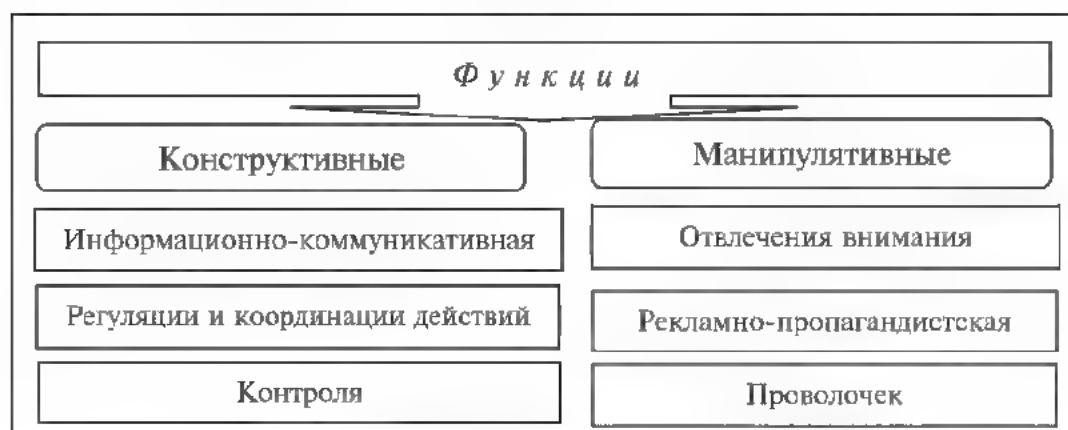 Функции
Конструктивные
Манипулятивные
Информационно-коммуникативная
Отвлечения внимания
Регуляции и координации действий
Рекламно-пропагандистская
Контроля
Проволочек